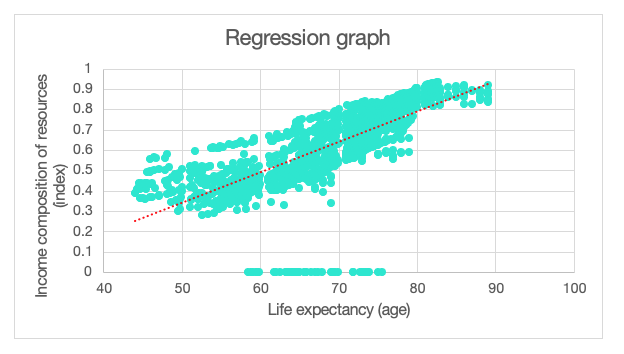 Regression graph
Income composition of resources
(index)
1
0.9
0.8
0.7
0.6
0.5
0.4
0.3
0.2
0.1
0
40 50 60 70 80 90 100
Life expectancy (age)